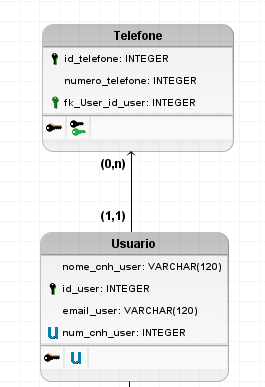 Telefone
id_telefone: INTEGER
numero_telefone: INTEGER
fk_User_id_user: INTEGER
(0,n)
(1,1)
Usuario
nome_cnh_user: VARCHAR(120)
id_user: INTEGER
email_user: VARCHAR(120)
U num_cnh_user: INTEGER
U